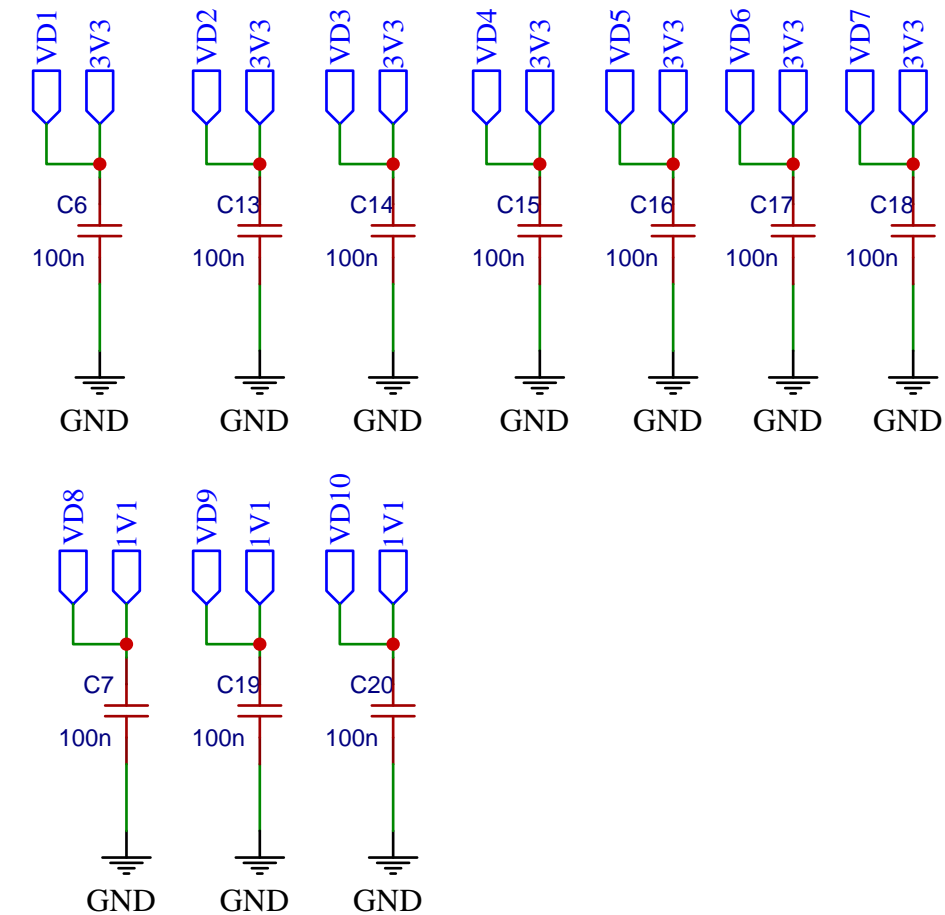 VD1 3V3 VD2 3V3 VD3 3V3 VD4 3V3 VD5 3V3 VD6 3V3 VD7 3V3
C6 C13 C14 C15 C16 C17 C18
100n 100n 100n 100n 100n 100n 100n
GND GND GND GND GND GND GND
VD8 1V1 VD9 1V1 VD10 1V1
C7 C19 C20
100n 100n 100n
GND GND GND